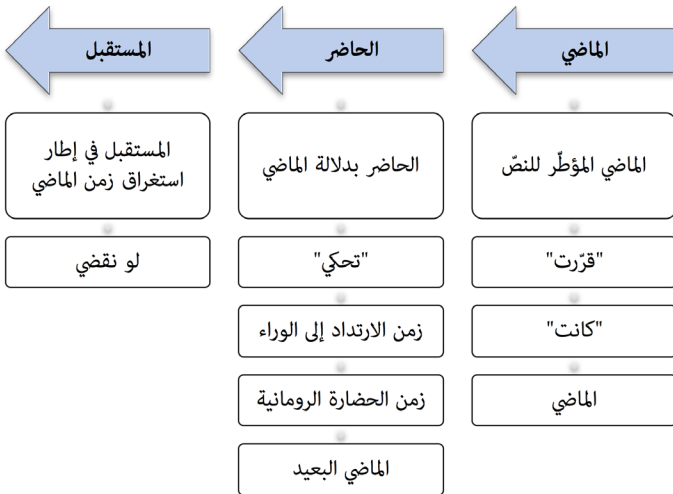 الماضي
الماضي المؤطّر للنصّ
"قرّرت"
"كانت"
الماضي
الحاضر
الحاضر بدلالة الماضي
"تحكي"
زمن الارتداد إلى الوراء
زمن الحضارة الرومانية
الماضي البعيد
المستقبل
المستقبل في إطار
استغراق زمن الماضي
لو نقضي